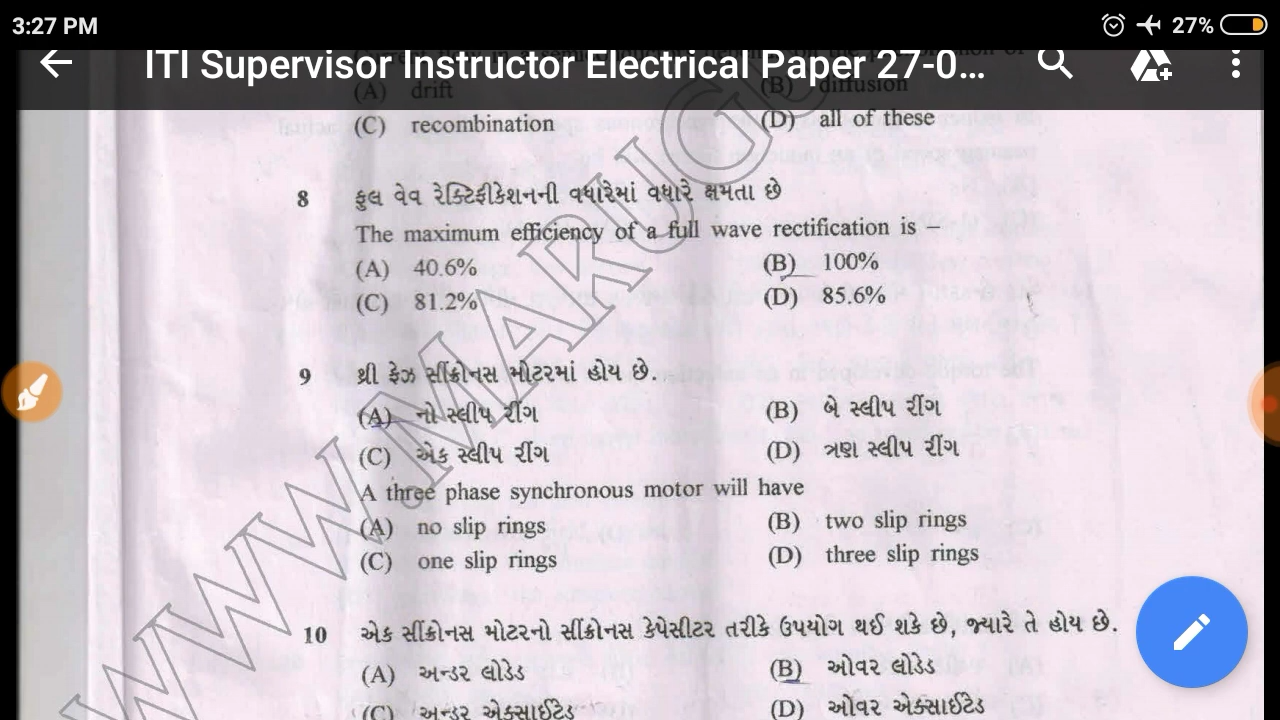 3:27 PM
27%
ITI Supervisor Instructor Electrical Paper 27-0...
(A) drift (B) diffusion
(C) recombination (D) all of these
8 ફુલ વેવ રેક્ટિફીકેશનની વધારેમાં વધારે ક્ષમતા છે
The maximum efficiency of a full wave rectification is –
(A) 40.6% (B) 100%
(C) 81.2% (D) 85.6%
9 થ્રી ફેઝ સીંક્રોનસ મોટરમાં હોય છે.
(A) નો સ્લીપ રીંગ (B) બે સ્લીપ રીંગ
(C) એક સ્લીપ રીંગ (D) ત્રણ સ્લીપ રીંગ
A three phase synchronous motor will have
(A) no slip rings (B) two slip rings
(C) one slip rings (D) three slip rings
10 એક સીંક્રોનસ મોટરનો સીંક્રોનસ કેપેસીટર તરીકે ઉપયોગ થઈ શકે છે, જ્યારે તે હોય છે.
(A) અન્ડર લોડેડ (B) ઓવર લોડેડ
(C) અન્ડર એક્સાઈટેડ (D) ઓવર એક્સાઈટેડ
WWW.MARUG